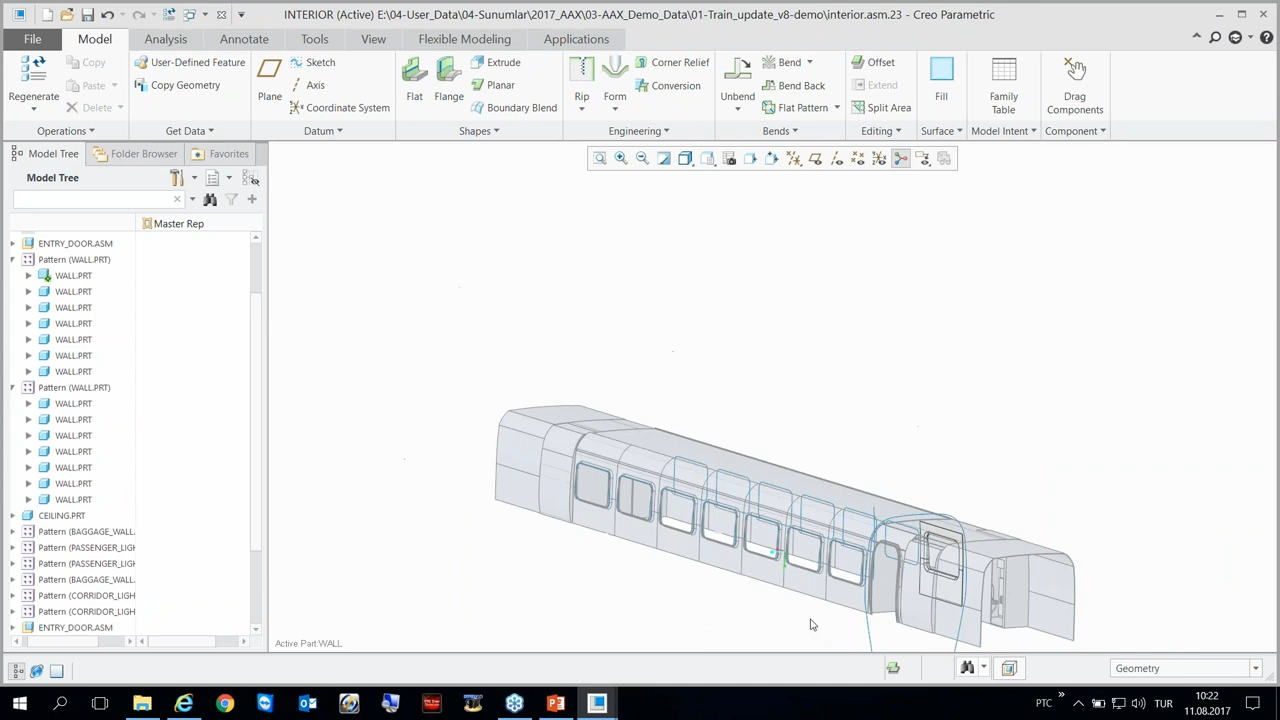 INTERIOR (Active) E:\04-User_Data\04-Sunumlar\2017_AAX\03-AAX_Demo_Data\01-Train_update_v8-demo\interior.asm.23 - Creo Parametric
File Model Analysis Annotate Tools View Flexible Modeling Applications
Regenerate
Copy
Paste
Delete
Operations
User-Defined Feature
Copy Geometry
Get Data
Plane
Sketch
Axis
Coordinate System
Datum
Flat
Flange
Extrude
Planar
Boundary Blend
Shapes
Rip
Form
Corner Relief
Conversion
Engineering
Unbend
Bend
Bend Back
Flat Pattern
Bends
Offset
Extend
Split Area
Editing
Fill
Surface
Family
Table
Model Intent
Drag
Components
Component
Model Tree Folder Browser Favorites
Model Tree
Master Rep
ENTRY_DOOR.ASM
Pattern (WALL.PRT)
WALL.PRT
WALL.PRT
WALL.PRT
WALL.PRT
WALL.PRT
WALL.PRT
WALL.PRT
Pattern (WALL.PRT)
WALL.PRT
WALL.PRT
WALL.PRT
WALL.PRT
WALL.PRT
WALL.PRT
WALL.PRT
CEILING.PRT
Pattern (BAGGAGE_WALL
Pattern (PASSENGER_LIGH
Pattern (PASSENGER_LIGH
Pattern (BAGGAGE_WALL
Pattern (CORRIDOR_LIGH
Pattern (CORRIDOR_LIGH
ENTRY_DOOR.ASM
Active Part:WALL
Geometry
PTC TUR 10:22
11.08.2017